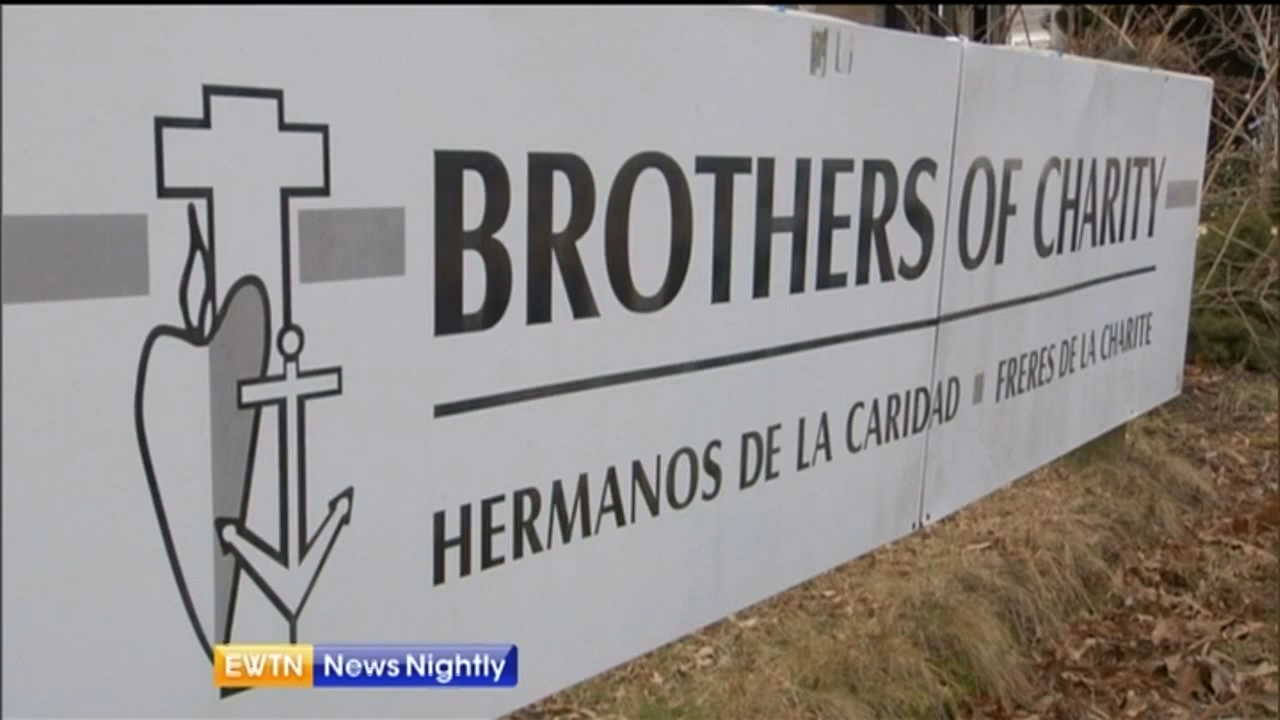 BROTHERS OF CHARITY
HERMANOS DE LA CARIDAD ▪ FRERES DE LA CHARITE
EWTN News Nightly